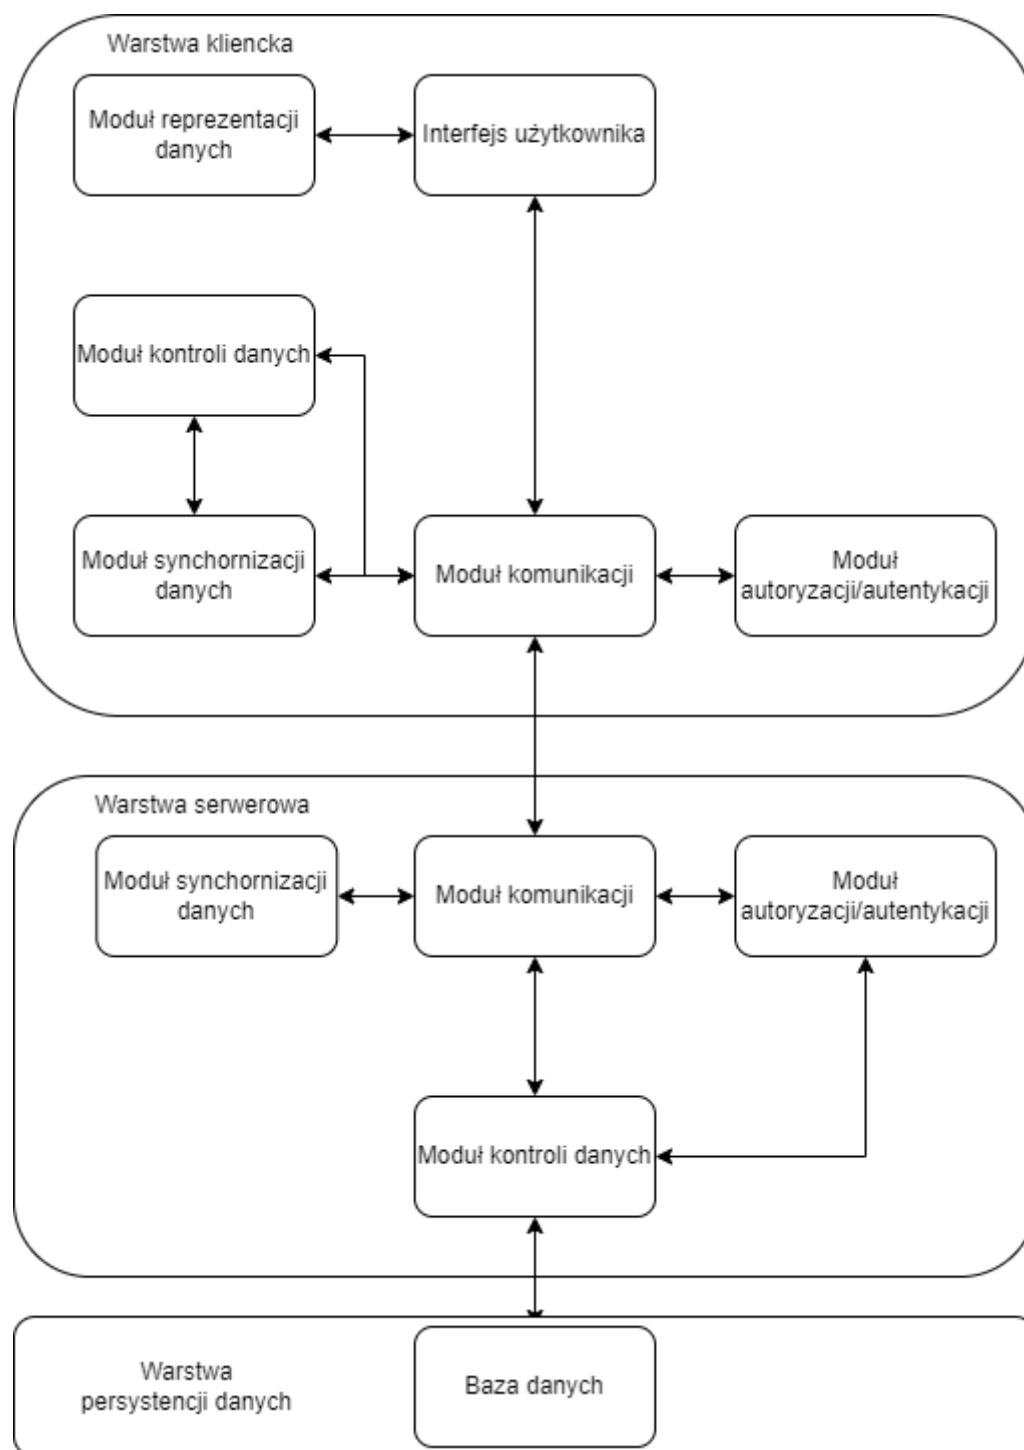 Warstwa kliencka
Moduł reprezentacji
danych
Interfejs użytkownika
Moduł kontroli danych
Moduł synchornizacji
danych
Moduł komunikacji
Moduł
autoryzacji/autentykacji
Warstwa serwerowa
Moduł synchornizacji
danych
Moduł komunikacji
Moduł
autoryzacji/autentykacji
Moduł kontroli danych
Warstwa
persystencji danych
Baza danych